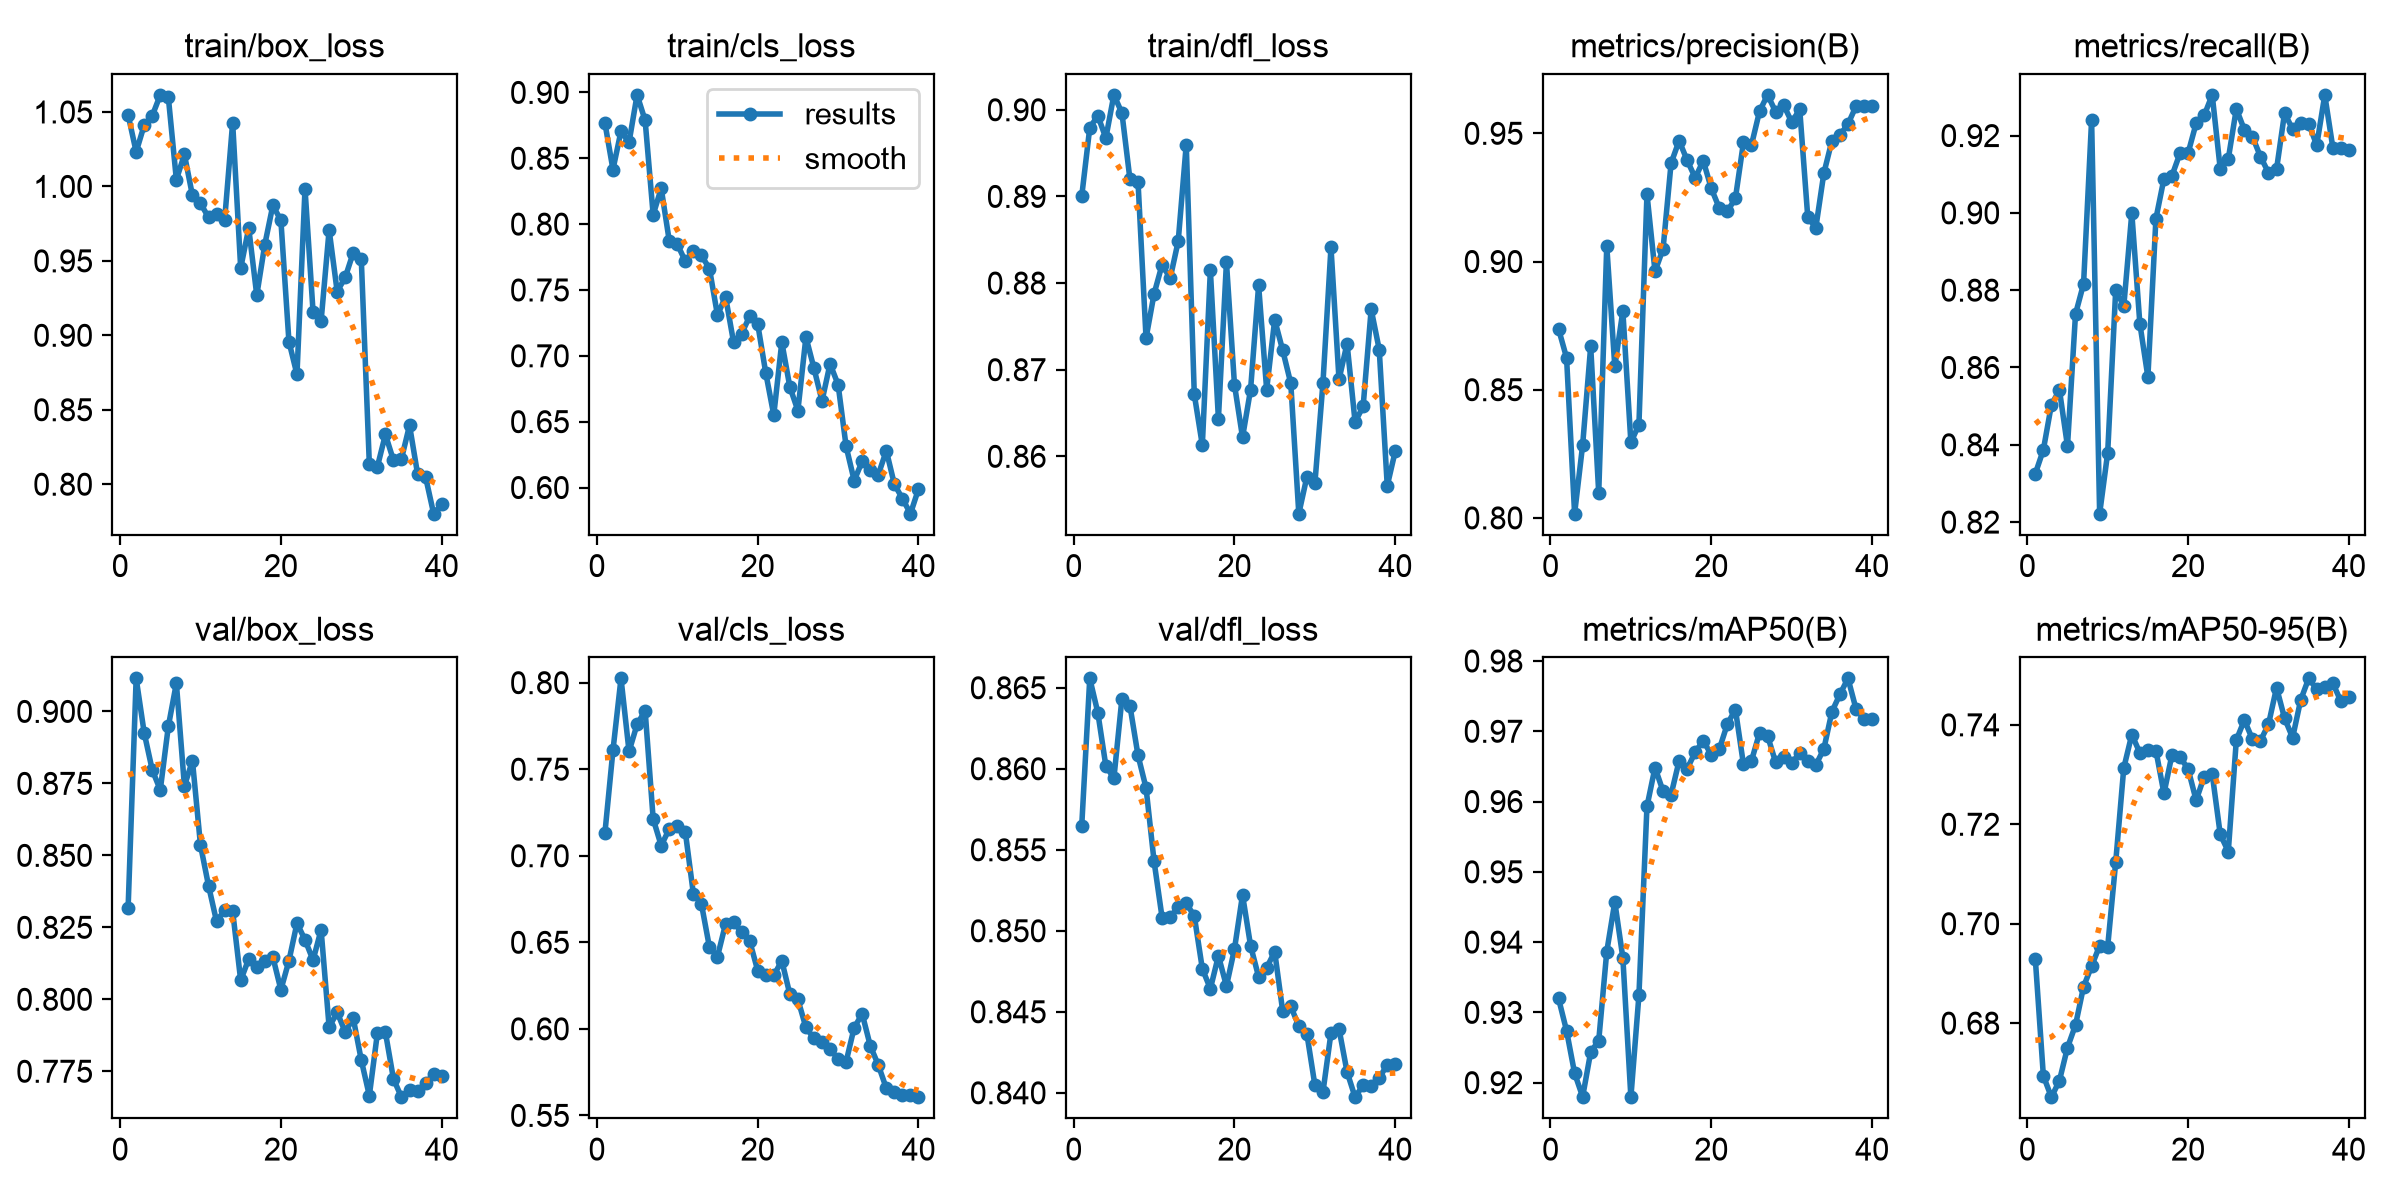 train/box_loss
1.05
1.00
0.95
0.90
0.85
0.80
0 20 40
train/cls_loss
results
smooth
0.90
0.85
0.80
0.75
0.70
0.65
0.60
0 20 40
train/dfl_loss
0.90
0.89
0.88
0.87
0.86
0 20 40
metrics/precision(B)
0.95
0.90
0.85
0.80
0 20 40
metrics/recall(B)
0.92
0.90
0.88
0.86
0.84
0.82
0 20 40
val/box_loss
0.900
0.875
0.850
0.825
0.800
0.775
0 20 40
val/cls_loss
0.80
0.75
0.70
0.65
0.60
0.55
0 20 40
val/dfl_loss
0.865
0.860
0.855
0.850
0.845
0.840
0 20 40
metrics/mAP50(B)
0.98
0.97
0.96
0.95
0.94
0.93
0.92
0 20 40
metrics/mAP50-95(B)
0.74
0.72
0.70
0.68
0 20 40